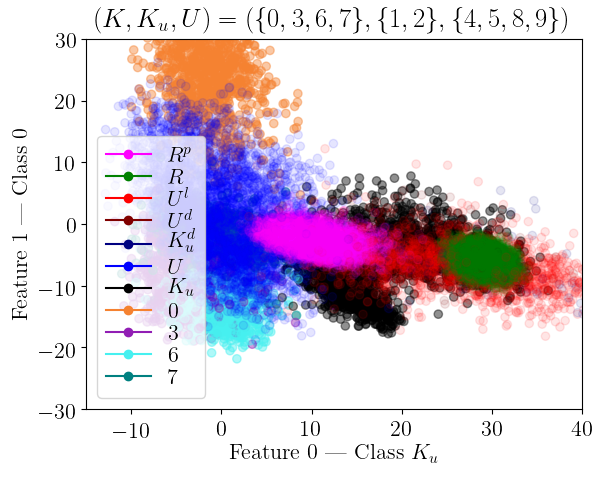 (K, K_u, U) = ({0, 3, 6, 7}, {1, 2}, {4, 5, 8, 9})
30
20
10
0
−10
−20
−30
Feature 1 — Class 0
R^p
R
U^l
U^d
K_u^d
U
K_u
0
3
6
7
−10 0 10 20 30 40
Feature 0 — Class K_u